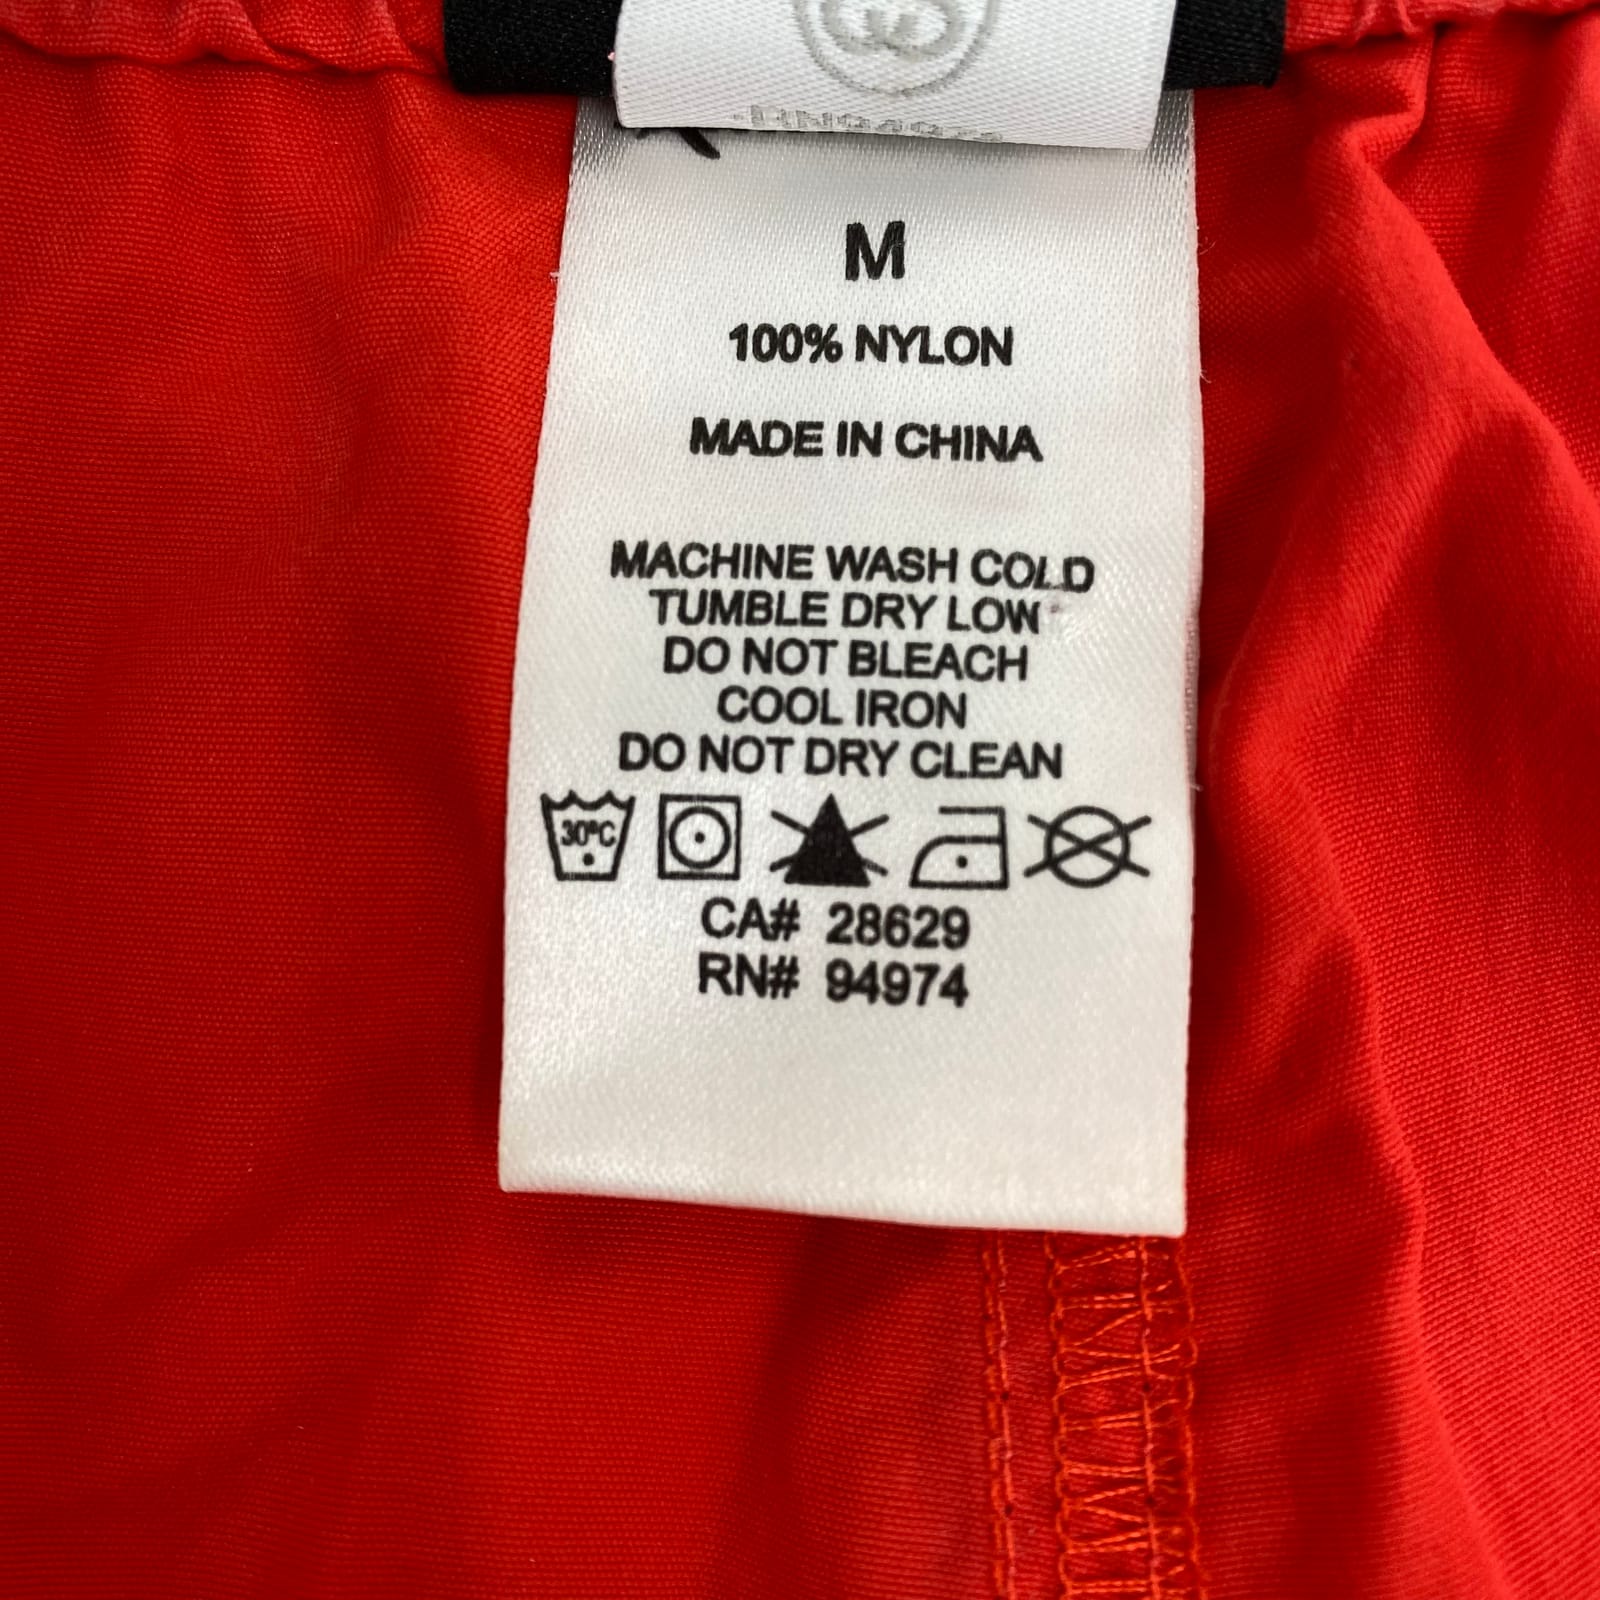 M
100% NYLON
MADE IN CHINA
MACHINE WASH COLD
TUMBLE DRY LOW
DO NOT BLEACH
COOL IRON
DO NOT DRY CLEAN
30°C
CA# 28629
RN# 94974